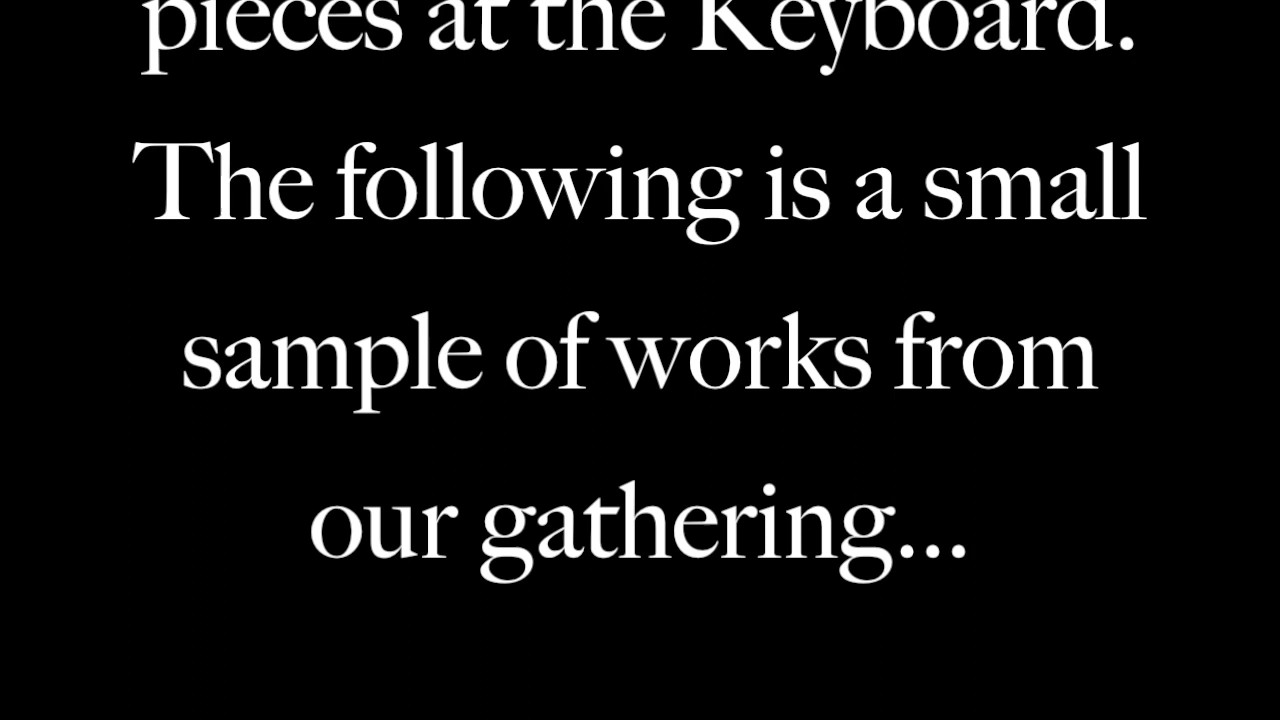 pieces at the Keyboard.
The following is a small
sample of works from
our gathering...